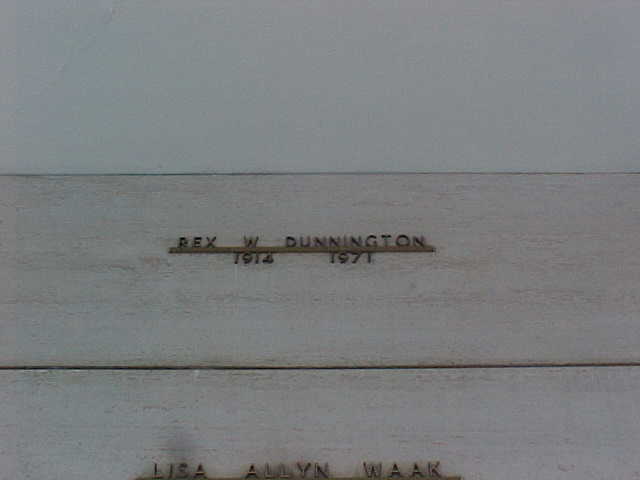 REX W DUNNINGTON
1914 1971
LISA ALLYN WAAK